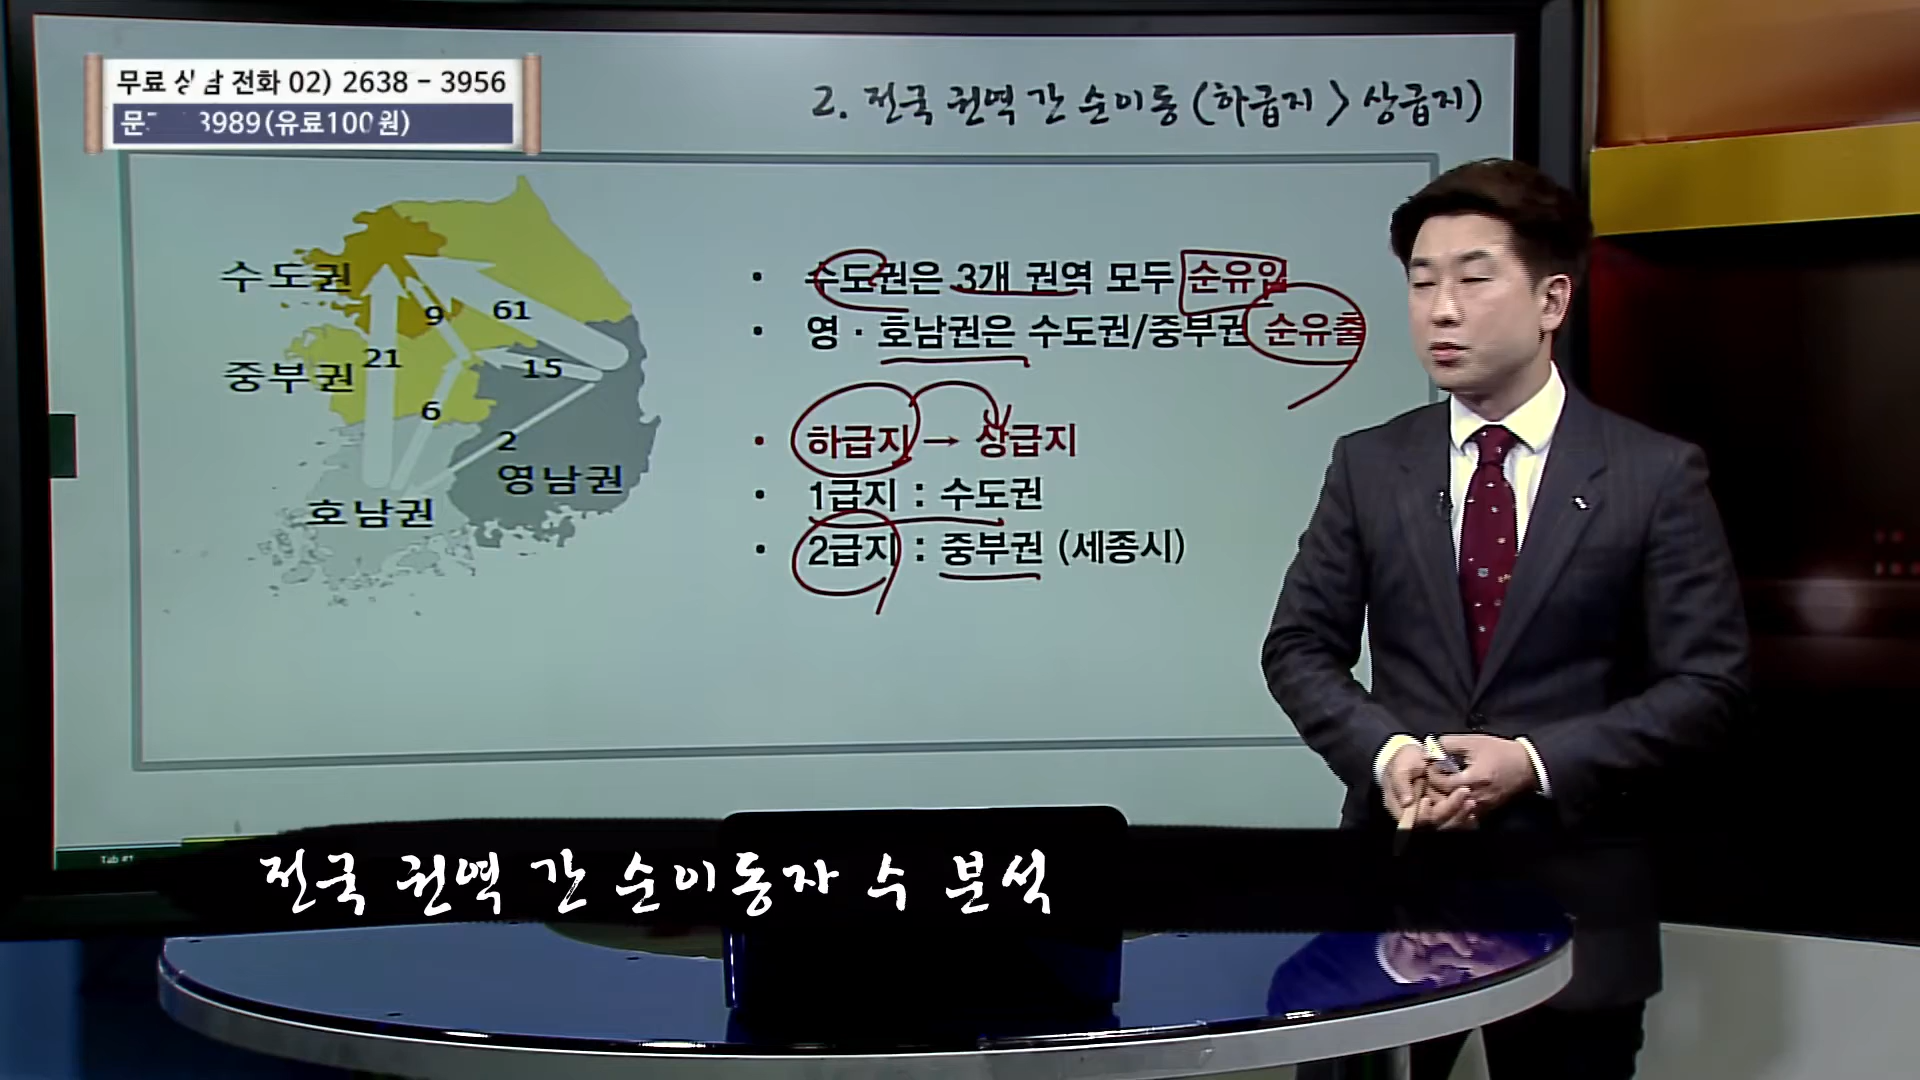 무료 상담 전화 02) 2638 - 3956
3989(유료100원)
2. 전국 권역 간 순이동 (하급지 > 상급지)
수도권
중부권
호남권
영남권
9
61
21
15
6
2
• 수도권은 3개 권역 모두 순유입
• 영 · 호남권은 수도권/중부권 순유출
• 하급지 → 상급지
• 1급지 : 수도권
• 2급지 : 중부권 (세종시)
Tab #1
전국 권역 간 순이동자 수 분석